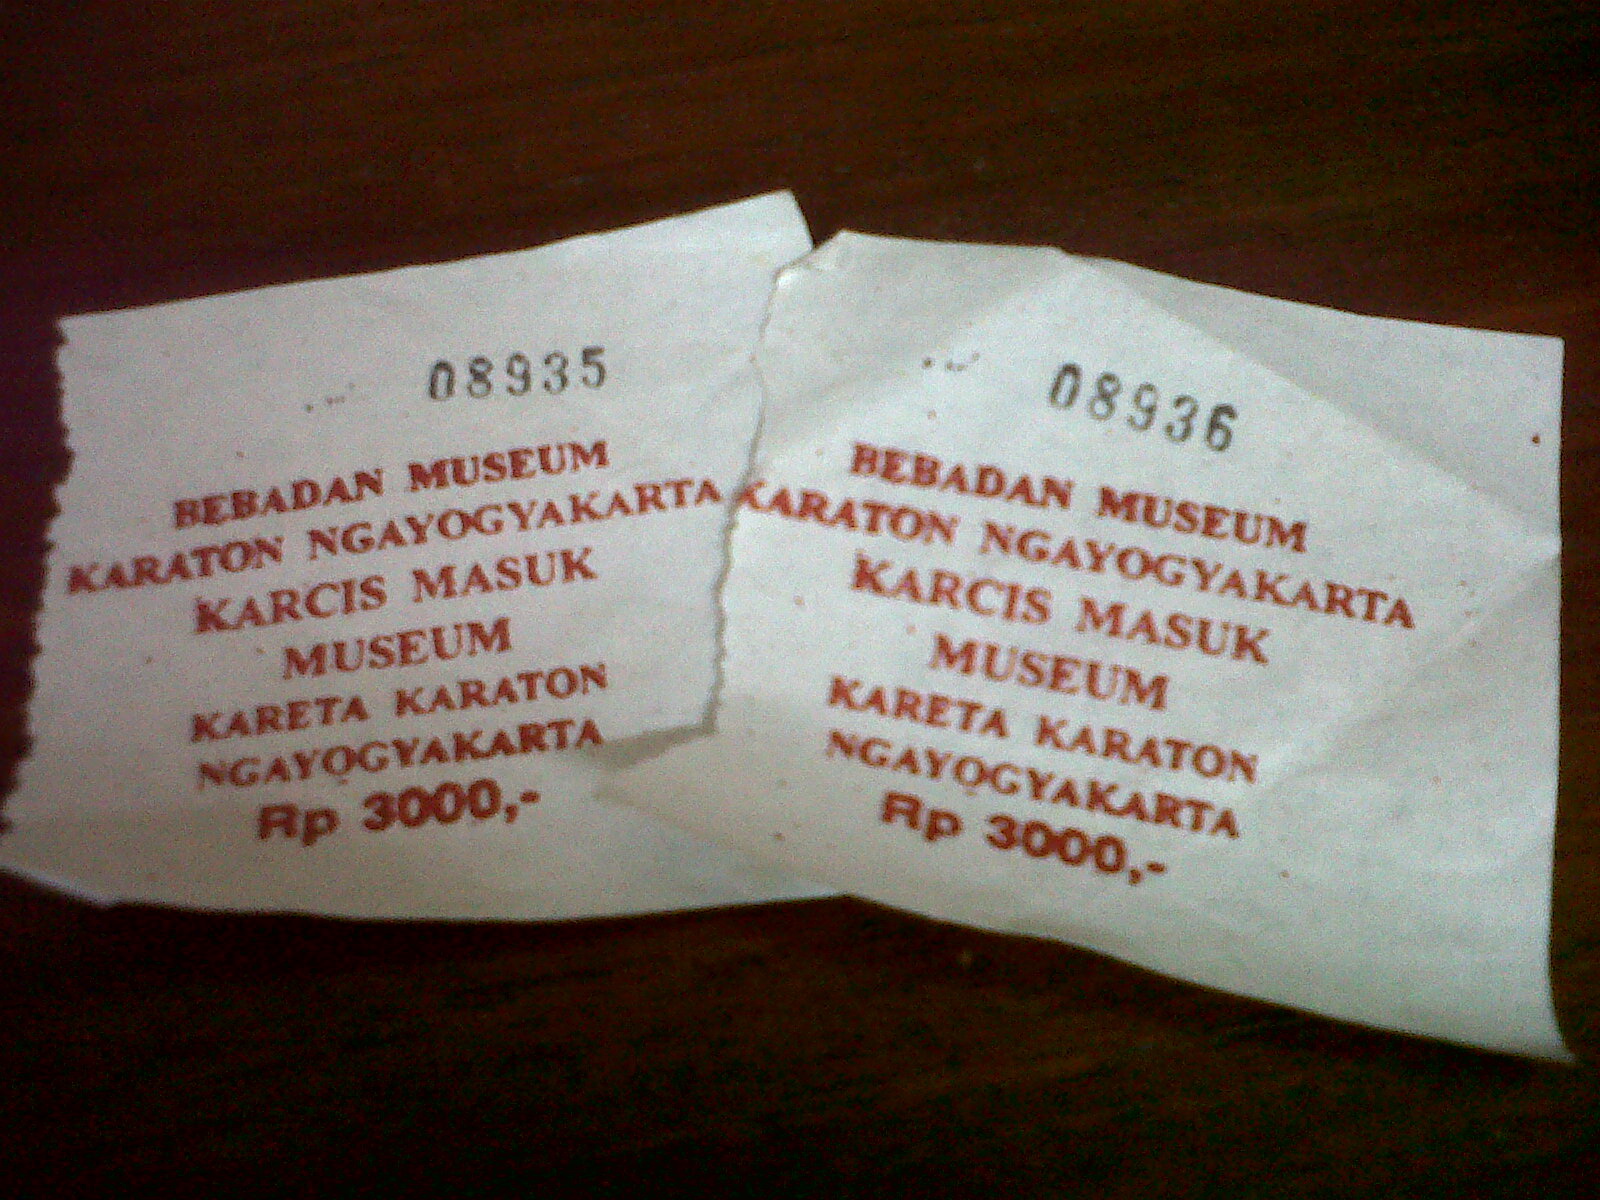 08935
BEBADAN MUSEUM
KARATON NGAYOGYAKARTA
KARCIS MASUK
MUSEUM
KARETA KARATON
NGAYOGYAKARTA
Rp 3000,-
08936
BEBADAN MUSEUM
KARATON NGAYOGYAKARTA
KARCIS MASUK
MUSEUM
KARETA KARATON
NGAYOGYAKARTA
Rp 3000,-